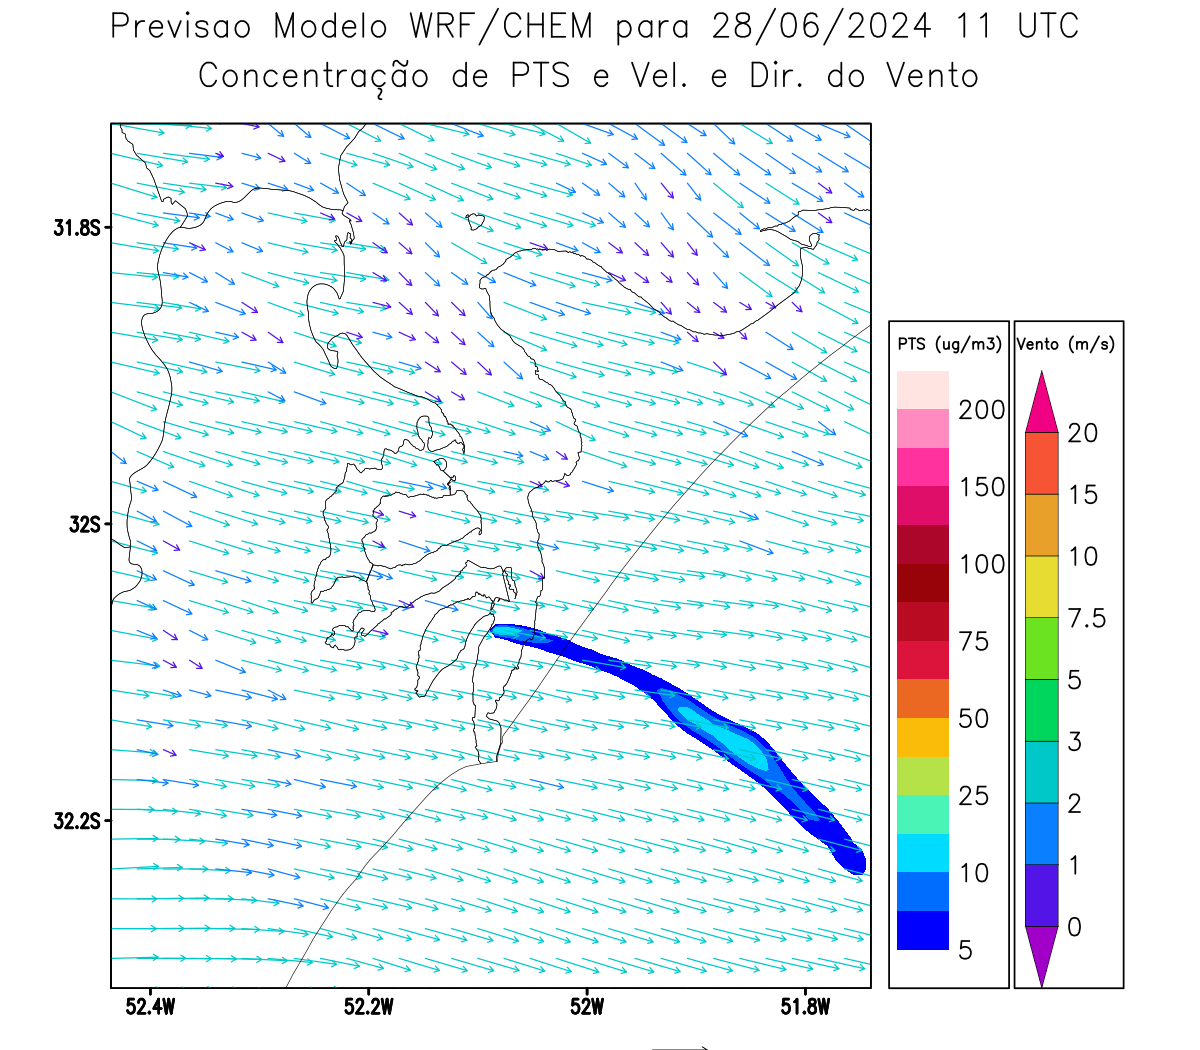 Previsao Modelo WRF/CHEM para 28/06/2024 11 UTC
Concentração de PTS e Vel. e Dir. do Vento
31.8S
32S
32.2S
52.4W 52.2W 52W 51.8W
PTS (ug/m3)
200
150
100
75
50
25
10
5
Vento (m/s)
20
15
10
7.5
5
3
2
1
0